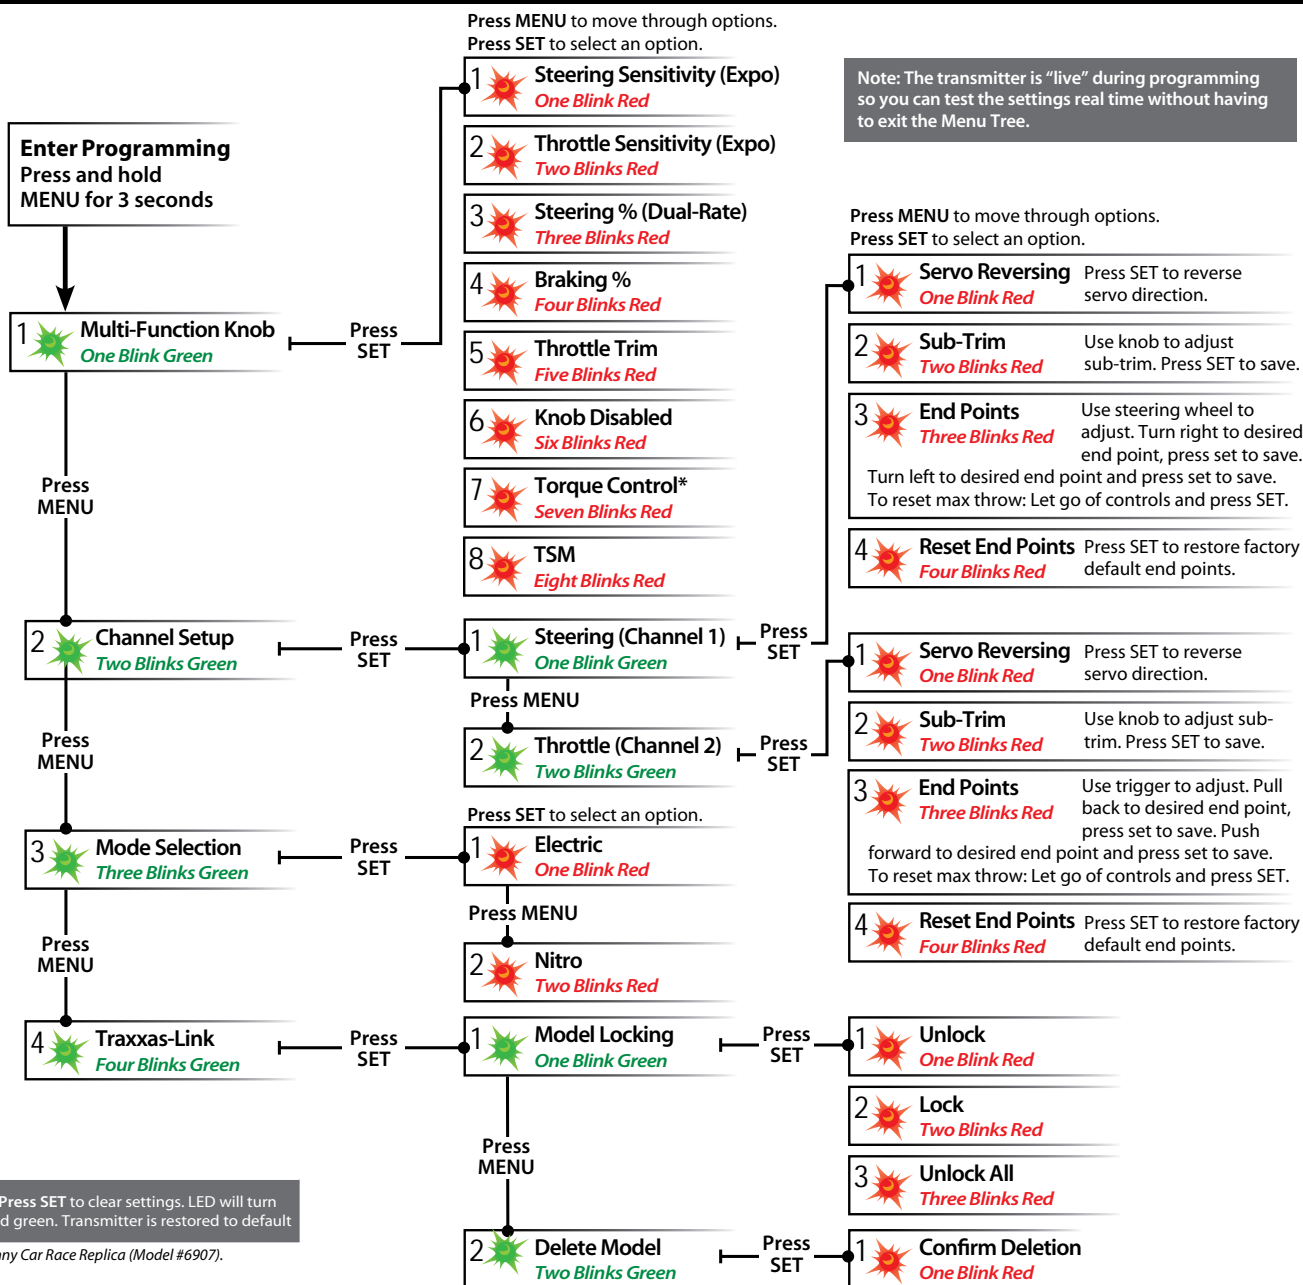 Press MENU to move through options.
Press SET to select an option.
Note: The transmitter is “live” during programming
so you can test the settings real time without having
to exit the Menu Tree.
Enter Programming
Press and hold
MENU for 3 seconds
1 Multi-Function Knob
One Blink Green
Press
SET
1 Steering Sensitivity (Expo)
One Blink Red
2 Throttle Sensitivity (Expo)
Two Blinks Red
3 Steering % (Dual-Rate)
Three Blinks Red
4 Braking %
Four Blinks Red
5 Throttle Trim
Five Blinks Red
6 Knob Disabled
Six Blinks Red
7 Torque Control*
Seven Blinks Red
8 TSM
Eight Blinks Red
Press
MENU
2 Channel Setup
Two Blinks Green
Press
SET
1 Steering (Channel 1)
One Blink Green
Press
SET
Press MENU
2 Throttle (Channel 2)
Two Blinks Green
Press
SET
Press MENU to move through options.
Press SET to select an option.
1 Servo Reversing Press SET to reverse
One Blink Red servo direction.
2 Sub-Trim Use knob to adjust
Two Blinks Red sub-trim. Press SET to save.
3 End Points Use steering wheel to
Three Blinks Red adjust. Turn right to desired
end point, press set to save.
Turn left to desired end point and press set to save.
To reset max throw: Let go of controls and press SET.
4 Reset End Points Press SET to restore factory
Four Blinks Red default end points.
1 Servo Reversing Press SET to reverse
One Blink Red servo direction.
2 Sub-Trim Use knob to adjust sub-
Two Blinks Red trim. Press SET to save.
3 End Points Use trigger to adjust. Pull
Three Blinks Red back to desired end point,
press set to save. Push
forward to desired end point and press set to save.
To reset max throw: Let go of controls and press SET.
4 Reset End Points Press SET to restore factory
Four Blinks Red default end points.
Press
MENU
3 Mode Selection
Three Blinks Green
Press
SET
Press SET to select an option.
1 Electric
One Blink Red
Press MENU
2 Nitro
Two Blinks Red
Press
MENU
4 Traxxas-Link
Four Blinks Green
Press
SET
1 Model Locking
One Blink Green
Press
SET
1 Unlock
One Blink Red
2 Lock
Two Blinks Red
3 Unlock All
Three Blinks Red
Press
MENU
2 Delete Model
Two Blinks Green
Press
SET
1 Confirm Deletion
One Blink Red
Press SET to clear settings. LED will turn
d green. Transmitter is restored to default
nny Car Race Replica (Model #6907).